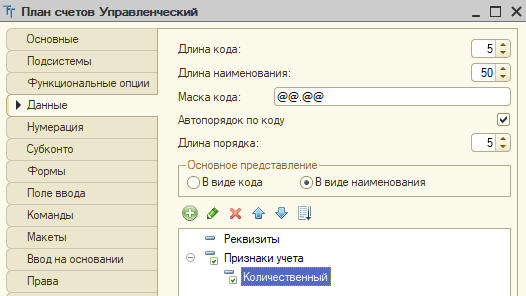 План счетов Управленческий
Основные
Подсистемы
Функциональные опции
Данные
Нумерация
Субконто
Формы
Поле ввода
Команды
Макеты
Ввод на основании
Права
Длина кода: 5
Длина наименования: 50
Маска кода: @@.@@
Автопорядок по коду
Длина порядка: 5
Основное представление
В виде кода В виде наименования
Реквизиты
Признаки учета
Количественный